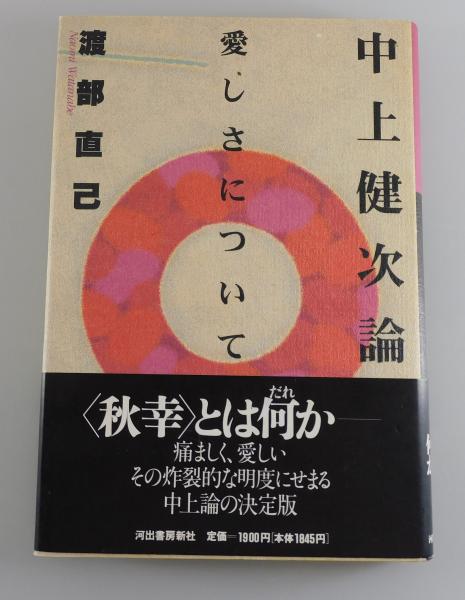 中上健次論
愛しさについて
渡部直己
Naomi Watanabe
だれ
〈秋幸〉とは何か──
痛ましく、愛しい
その炸裂的な明度にせまる
中上論の決定版
河出書房新社 定価＝1900円[本体1845円]